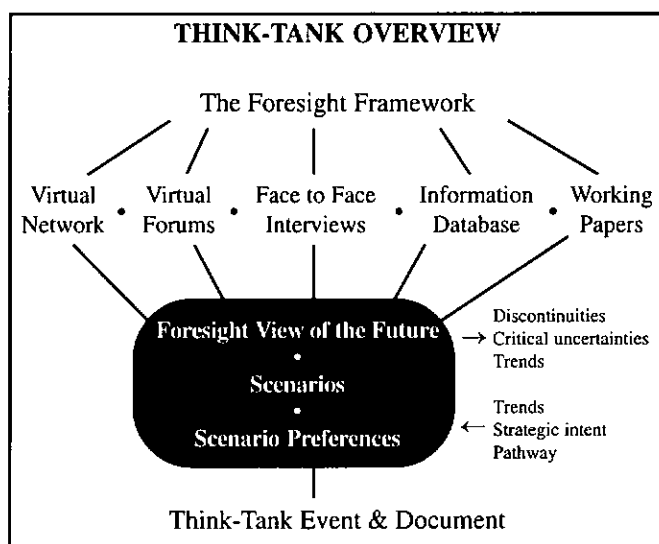 THINK-TANK OVERVIEW
The Foresight Framework
Virtual Network • Virtual Forums • Face to Face Interviews • Information Database • Working Papers
Foresight View of the Future
•
Scenarios
•
Scenario Preferences
→ Discontinuities
Critical uncertainties
Trends
← Trends
Strategic intent
Pathway
Think-Tank Event & Document